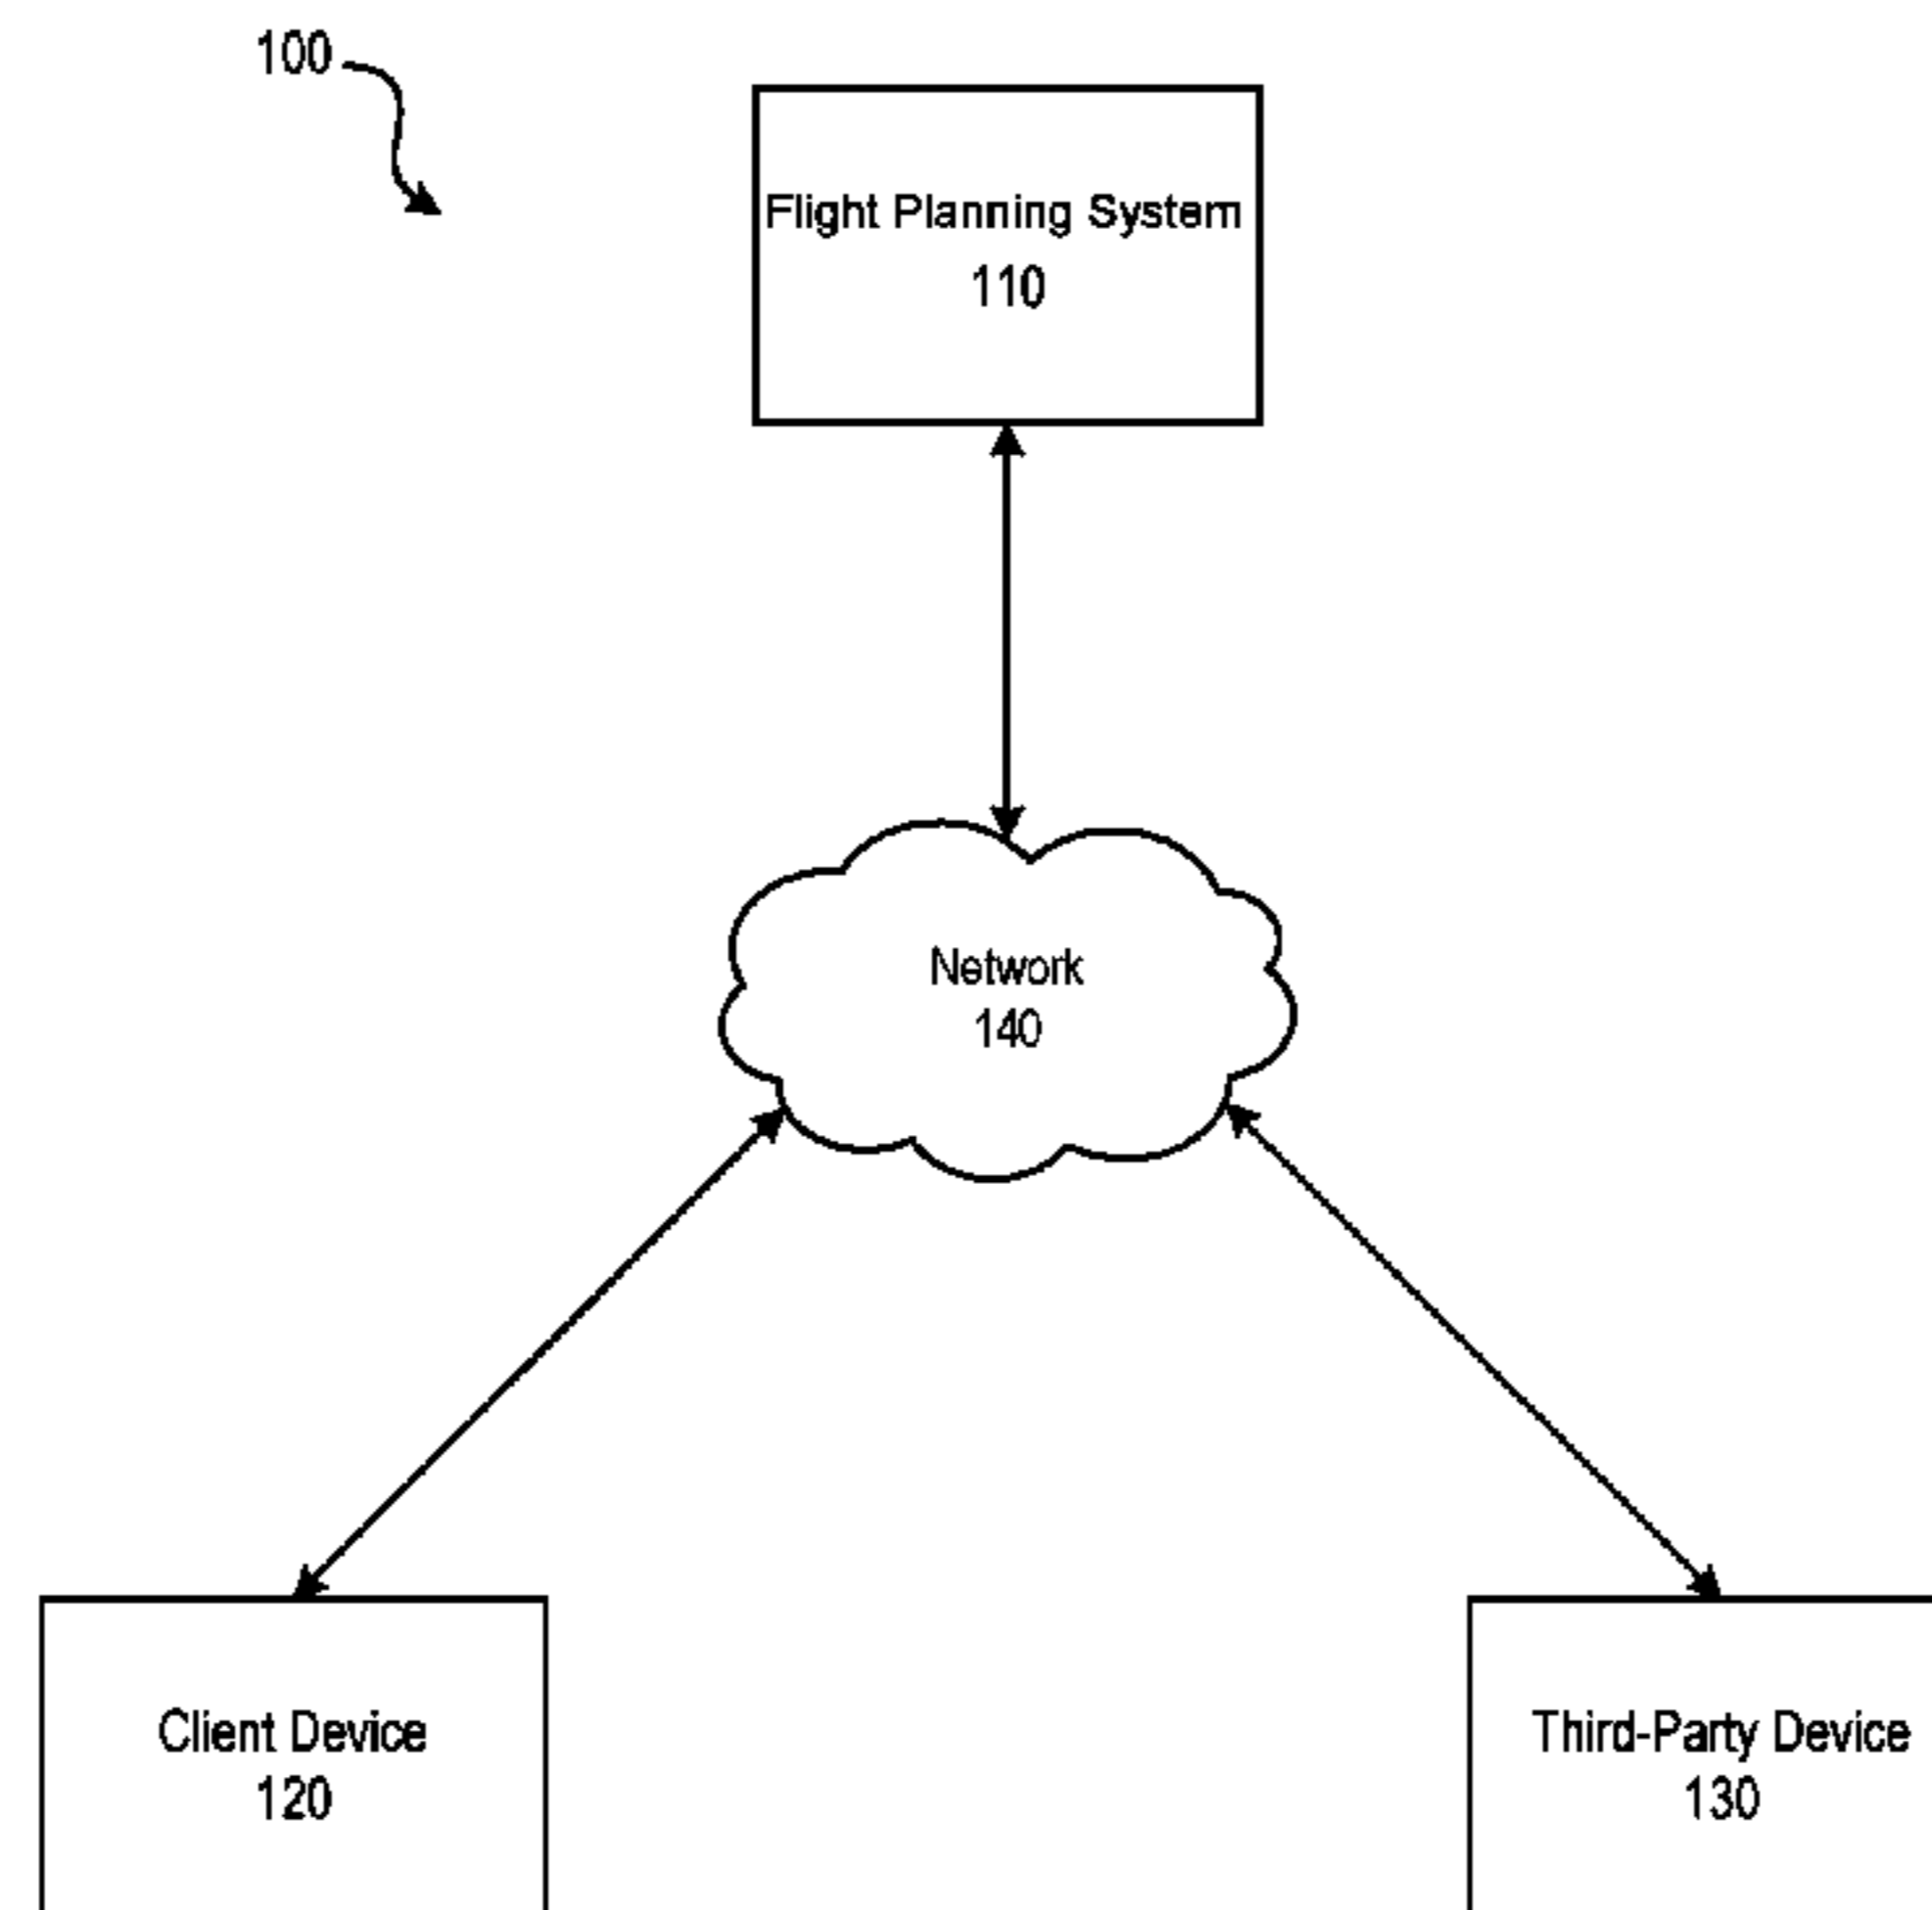 100
Flight Planning System
110
Network
140
Client Device
120
Third-Party Device
130